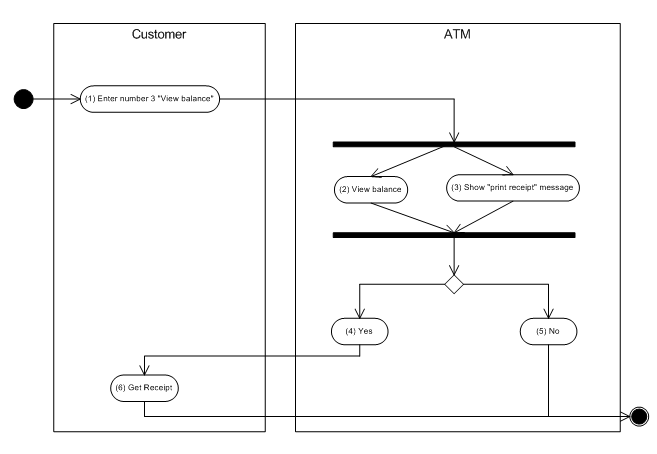 Customer
ATM
(1) Enter number 3 "View balance"
(2) View balance
(3) Show "print receipt" message
(4) Yes
(5) No
(6) Get Receipt